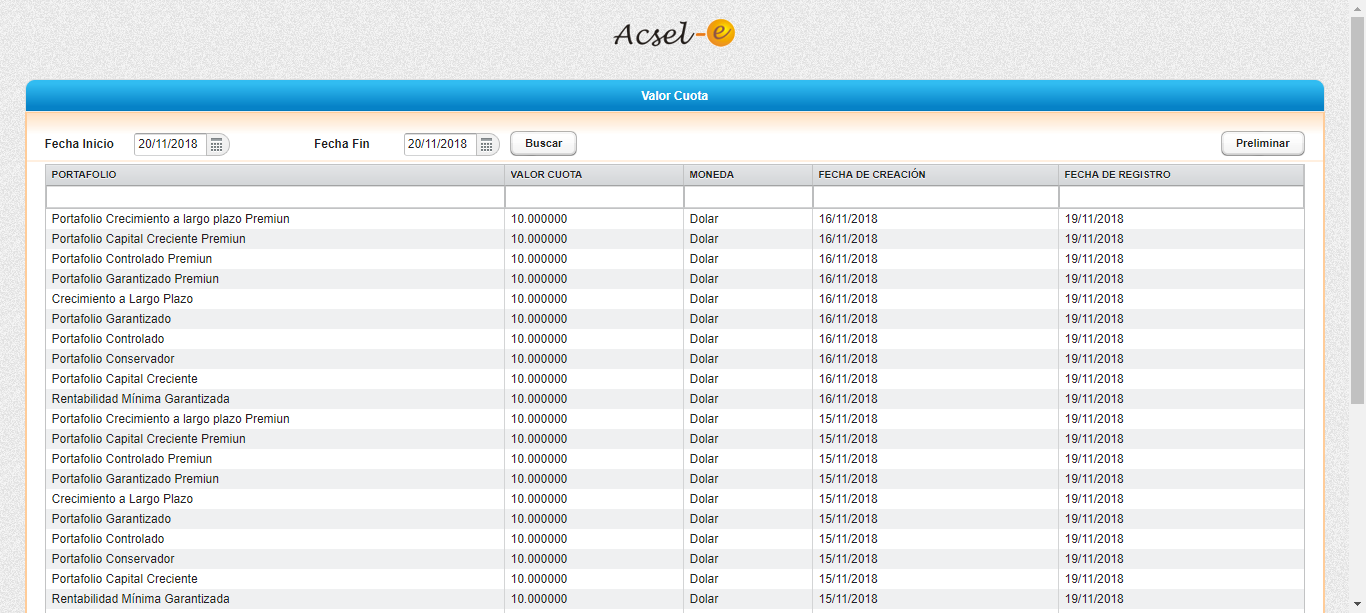 Acsel-e
Valor Cuota
Fecha Inicio 20/11/2018 Fecha Fin 20/11/2018 Buscar Preliminar
PORTAFOLIO VALOR CUOTA MONEDA FECHA DE CREACIÓN FECHA DE REGISTRO
Portafolio Crecimiento a largo plazo Premiun 10.000000 Dolar 16/11/2018 19/11/2018
Portafolio Capital Creciente Premiun 10.000000 Dolar 16/11/2018 19/11/2018
Portafolio Controlado Premiun 10.000000 Dolar 16/11/2018 19/11/2018
Portafolio Garantizado Premiun 10.000000 Dolar 16/11/2018 19/11/2018
Crecimiento a Largo Plazo 10.000000 Dolar 16/11/2018 19/11/2018
Portafolio Garantizado 10.000000 Dolar 16/11/2018 19/11/2018
Portafolio Controlado 10.000000 Dolar 16/11/2018 19/11/2018
Portafolio Conservador 10.000000 Dolar 16/11/2018 19/11/2018
Portafolio Capital Creciente 10.000000 Dolar 16/11/2018 19/11/2018
Rentabilidad Mínima Garantizada 10.000000 Dolar 16/11/2018 19/11/2018
Portafolio Crecimiento a largo plazo Premiun 10.000000 Dolar 15/11/2018 19/11/2018
Portafolio Capital Creciente Premiun 10.000000 Dolar 15/11/2018 19/11/2018
Portafolio Controlado Premiun 10.000000 Dolar 15/11/2018 19/11/2018
Portafolio Garantizado Premiun 10.000000 Dolar 15/11/2018 19/11/2018
Crecimiento a Largo Plazo 10.000000 Dolar 15/11/2018 19/11/2018
Portafolio Garantizado 10.000000 Dolar 15/11/2018 19/11/2018
Portafolio Controlado 10.000000 Dolar 15/11/2018 19/11/2018
Portafolio Conservador 10.000000 Dolar 15/11/2018 19/11/2018
Portafolio Capital Creciente 10.000000 Dolar 15/11/2018 19/11/2018
Rentabilidad Mínima Garantizada 10.000000 Dolar 15/11/2018 19/11/2018